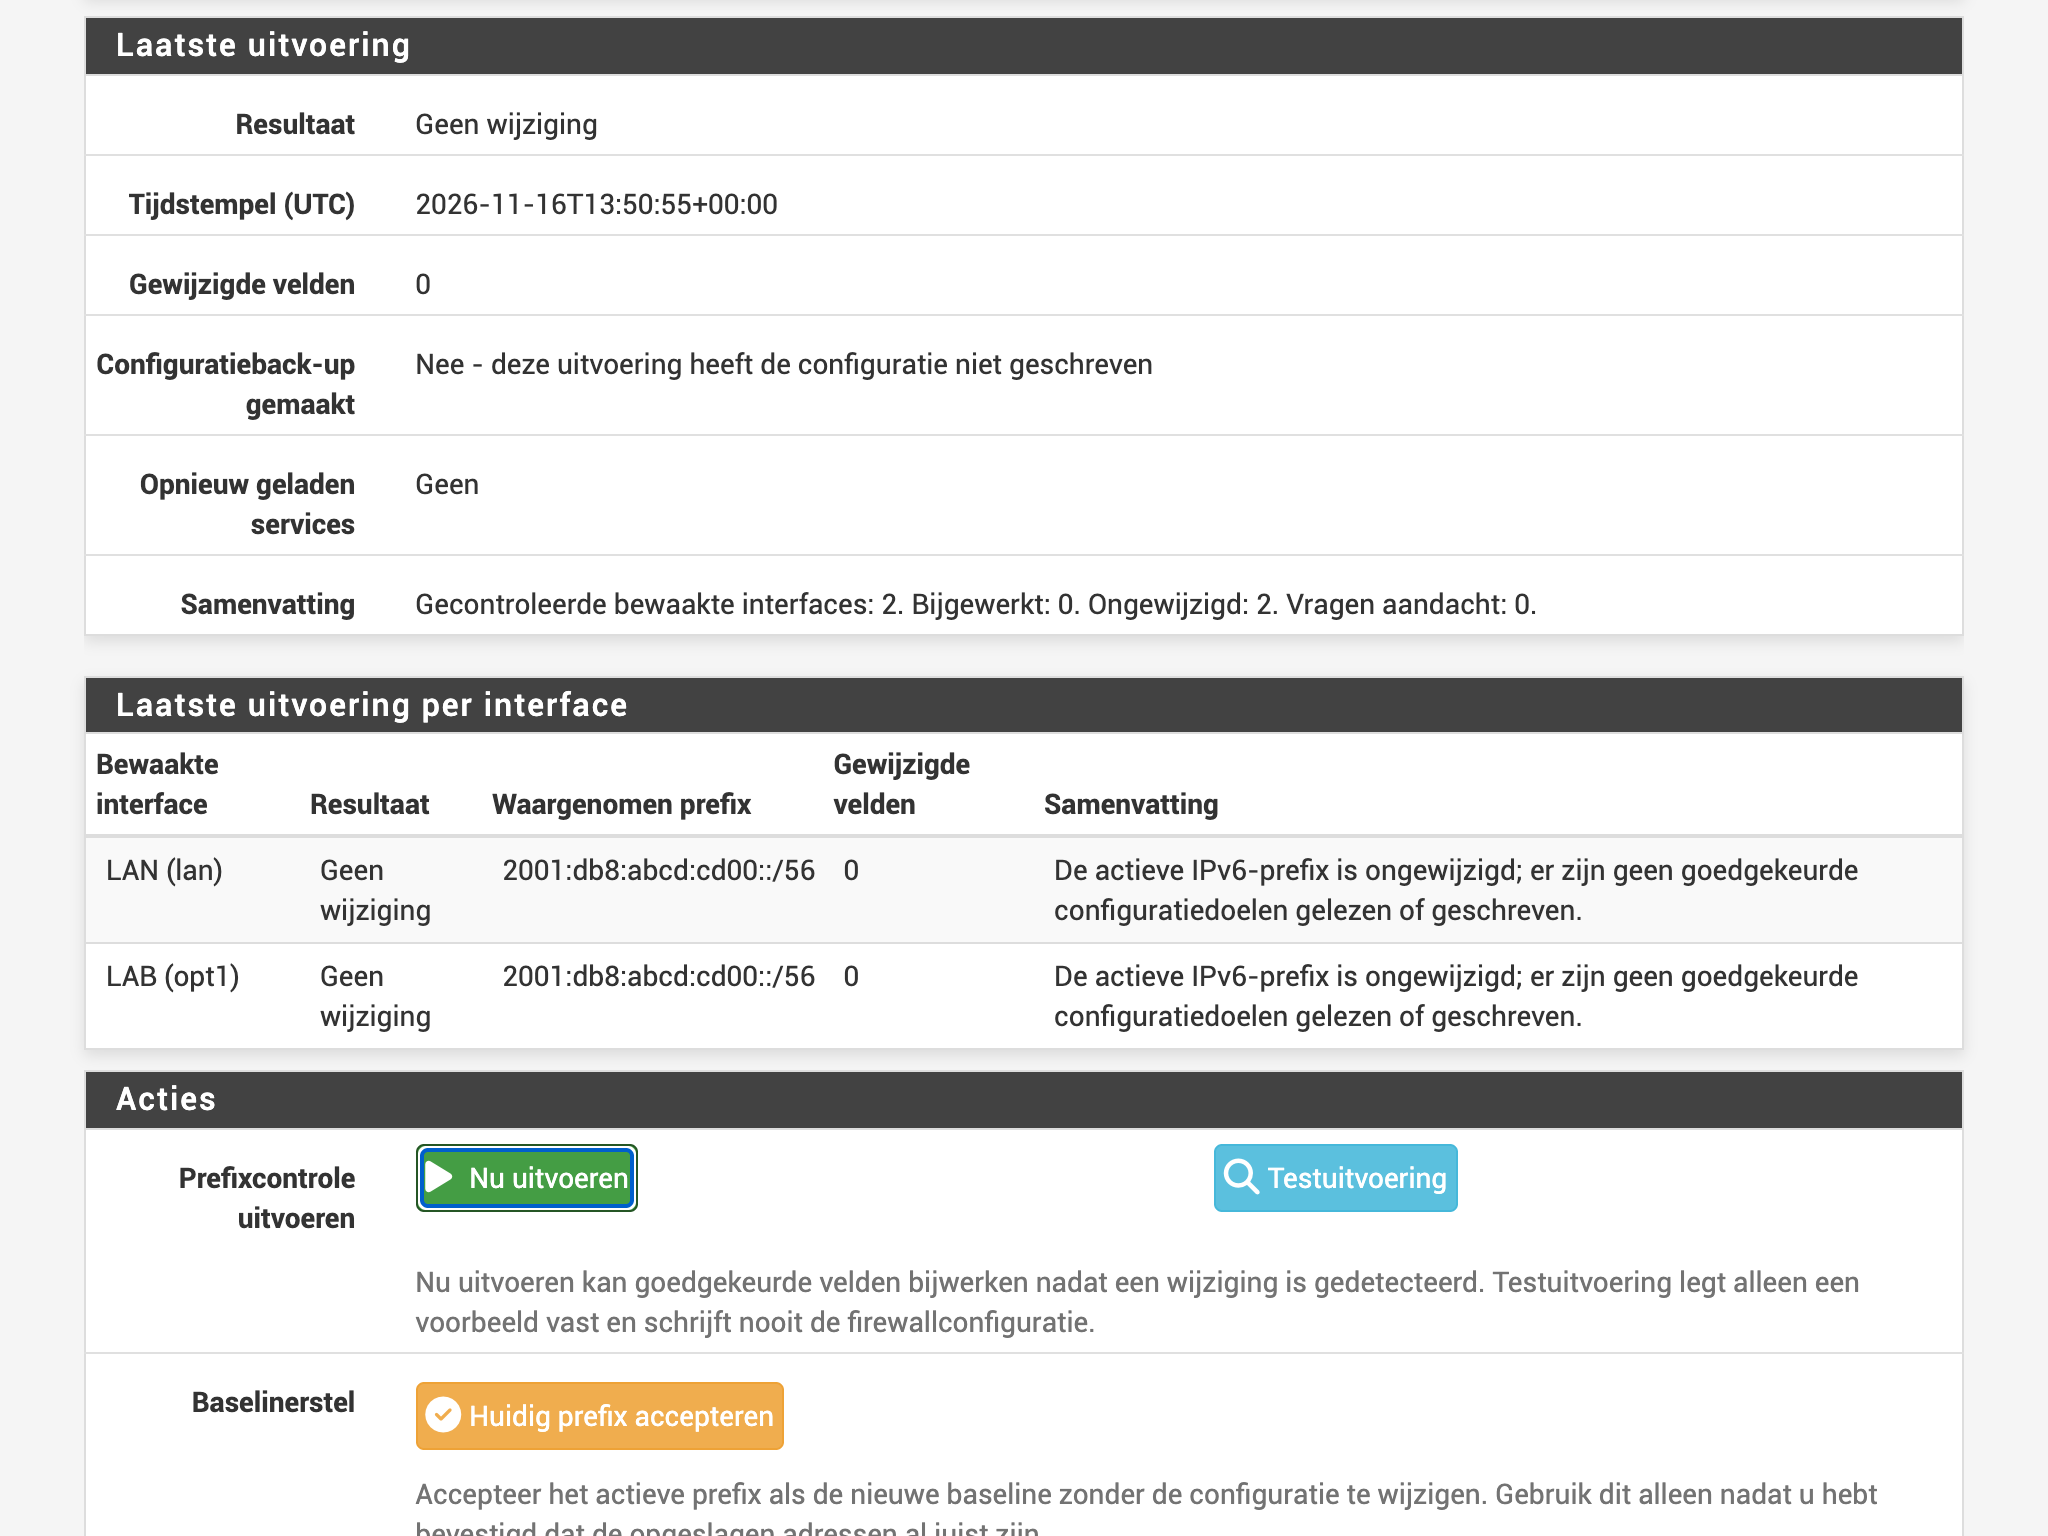 Laatste uitvoering
Resultaat Geen wijziging
Tijdstempel (UTC) 2026-11-16T13:50:55+00:00
Gewijzigde velden 0
Configuratieback-up gemaakt Nee - deze uitvoering heeft de configuratie niet geschreven
Opnieuw geladen services Geen
Samenvatting Gecontroleerde bewaakte interfaces: 2. Bijgewerkt: 0. Ongewijzigd: 2. Vragen aandacht: 0.
Laatste uitvoering per interface
Bewaakte interface Resultaat Waargenomen prefix Gewijzigde velden Samenvatting
LAN (lan) Geen wijziging 2001:db8:abcd:cd00::/56 0 De actieve IPv6-prefix is ongewijzigd; er zijn geen goedgekeurde
configuratiedoelen gelezen of geschreven.
LAB (opt1) Geen wijziging 2001:db8:abcd:cd00::/56 0 De actieve IPv6-prefix is ongewijzigd; er zijn geen goedgekeurde
configuratiedoelen gelezen of geschreven.
Acties
Prefixcontrole uitvoeren Nu uitvoeren Testuitvoering
Nu uitvoeren kan goedgekeurde velden bijwerken nadat een wijziging is gedetecteerd. Testuitvoering legt alleen een
voorbeeld vast en schrijft nooit de firewallconfiguratie.
Baselinerstel Huidig prefix accepteren
Accepteer het actieve prefix als de nieuwe baseline zonder de configuratie te wijzigen. Gebruik dit alleen nadat u hebt
bevestigd dat de opgeslagen adressen al juist zijn.